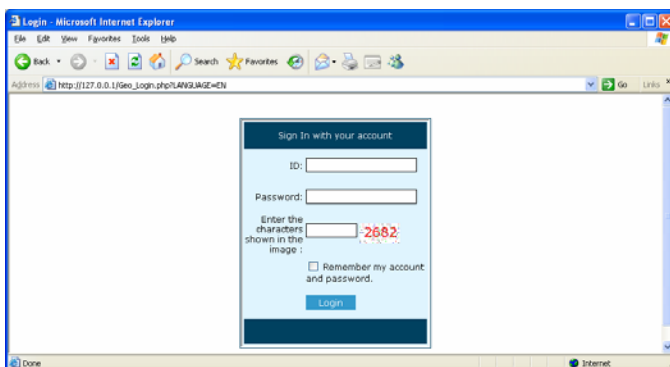 Login - Microsoft Internet Explorer
File Edit View Favorites Tools Help
Back Search Favorites
Address http://127.0.0.1/Geo_Login.php?LANGUAGE=EN Go Links
Sign In with your account
ID:
Password:
Enter the
characters
shown in the
image :
2682
Remember my account
and password.
Login
Done Internet